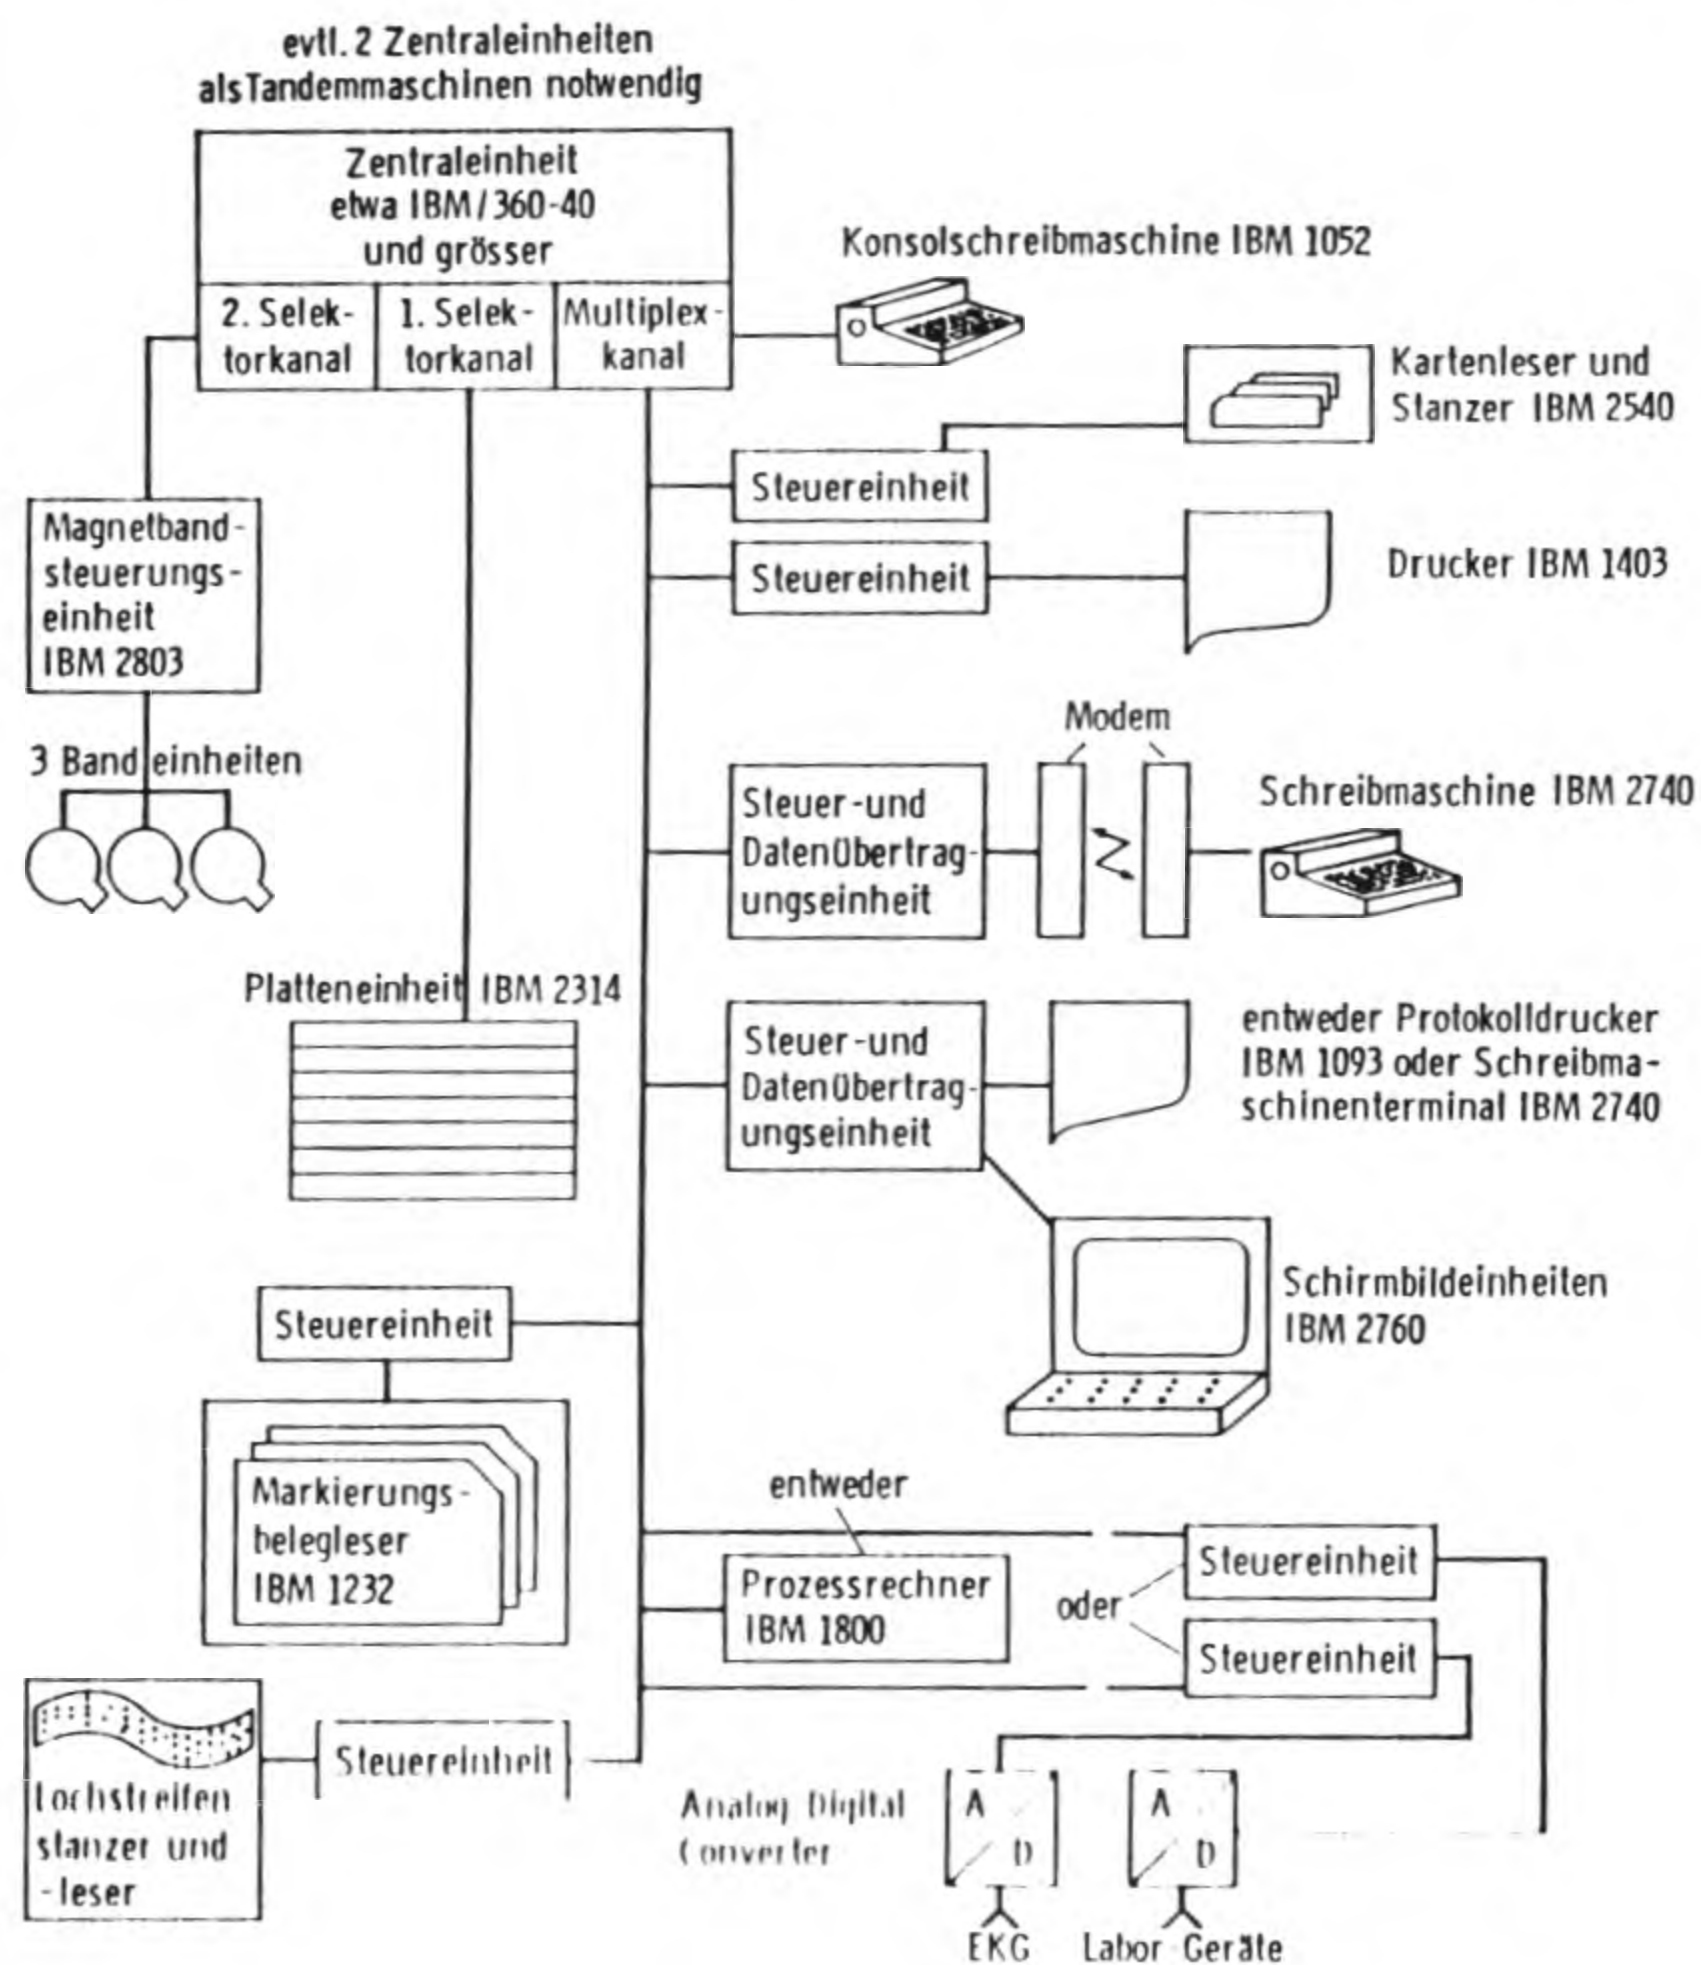 evtl. 2 Zentraleinheiten
als Tandemmaschinen notwendig
Zentraleinheit
etwa IBM/360-40
und grösser
2. Selek-
torkanal
1. Selek-
torkanal
Multiplex-
kanal
Konsolschreibmaschine IBM 1052
Kartenleser und
Stanzer IBM 2540
Steuereinheit
Steuereinheit
Drucker IBM 1403
Magnetband-
steuerungs-
einheit
IBM 2803
3 Bandeinheiten
Modem
Steuer-und
Datenübertrag-
ungseinheit
Schreibmaschine IBM 2740
Platteneinheit IBM 2314
Steuer-und
Datenübertrag-
ungseinheit
entweder Protokolldrucker
IBM 1093 oder Schreibma-
schinenterminal IBM 2740
Schirmbildeinheiten
IBM 2760
Steuereinheit
Markierungs-
belegleser
IBM 1232
entweder
Prozessrechner
IBM 1800
oder
Steuereinheit
Steuereinheit
Lochstreifen
stanzer und
-leser
Steuereinheit
Analog Digital
Converter
A
D
A
D
EKG
Labor Geräte